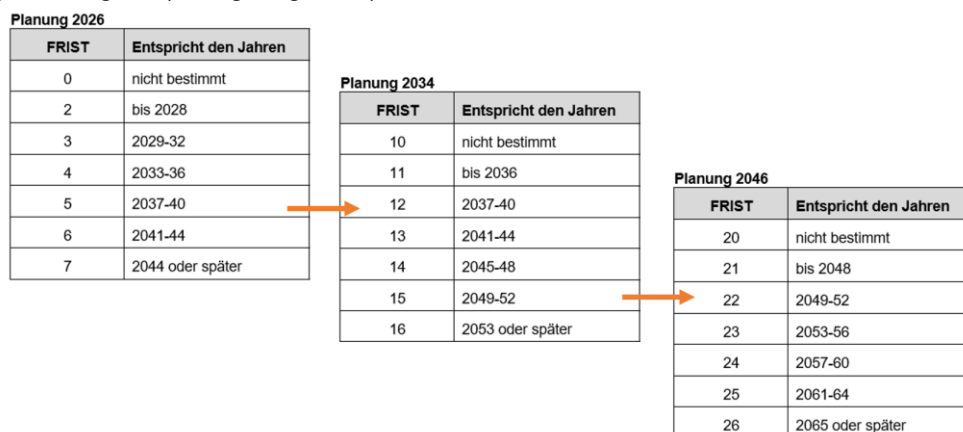 Planung 2026
FRIST Entspricht den Jahren
0 nicht bestimmt
2 bis 2028
3 2029-32
4 2033-36
5 2037-40
6 2041-44
7 2044 oder später
Planung 2034
FRIST Entspricht den Jahren
10 nicht bestimmt
11 bis 2036
12 2037-40
13 2041-44
14 2045-48
15 2049-52
16 2053 oder später
Planung 2046
FRIST Entspricht den Jahren
20 nicht bestimmt
21 bis 2048
22 2049-52
23 2053-56
24 2057-60
25 2061-64
26 2065 oder später